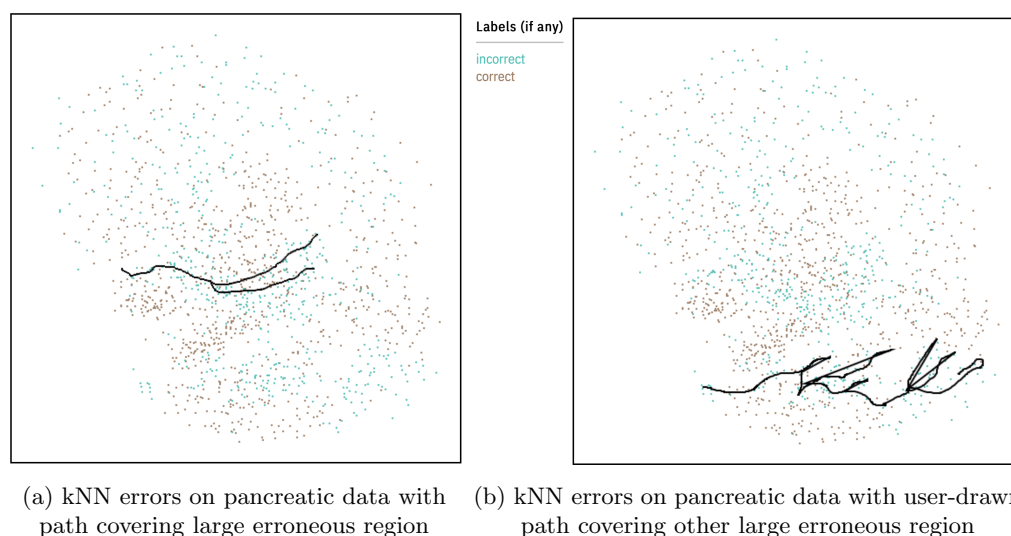 Labels (if any)
incorrect
correct
(a) kNN errors on pancreatic data with
path covering large erroneous region
(b) kNN errors on pancreatic data with user-drawn
path covering other large erroneous region